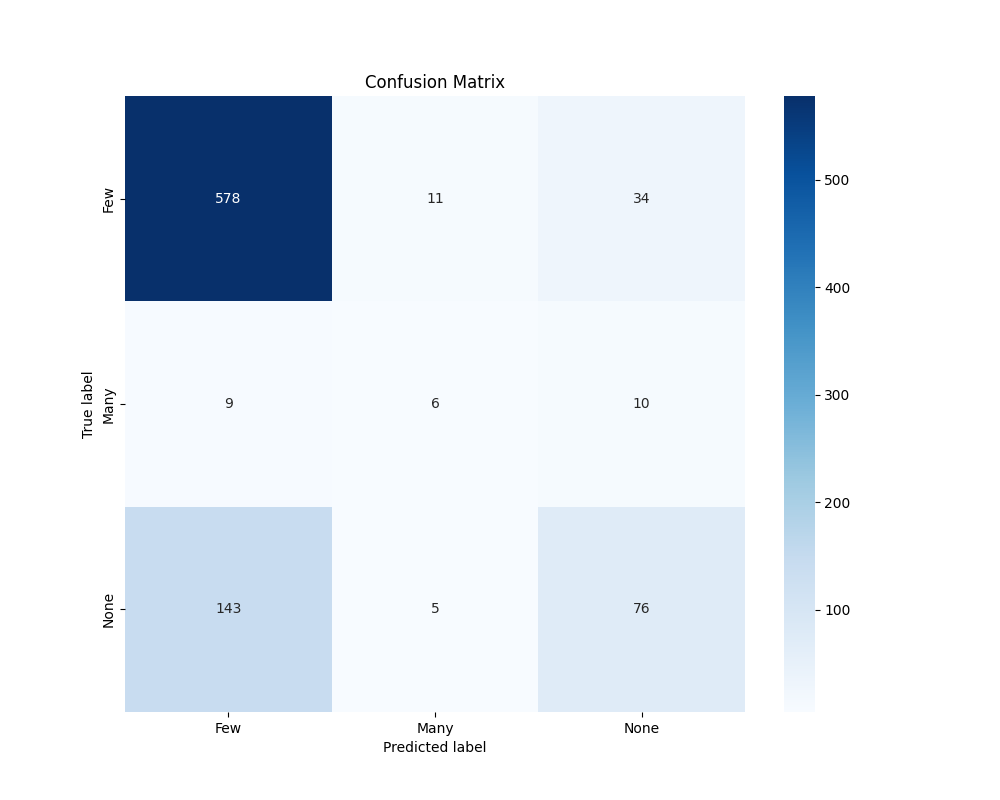 Confusion Matrix
Few
578
11
34
500
400
True label
Many
9
6
10
300
200
None
143
5
76
100
Few
Many
None
Predicted label